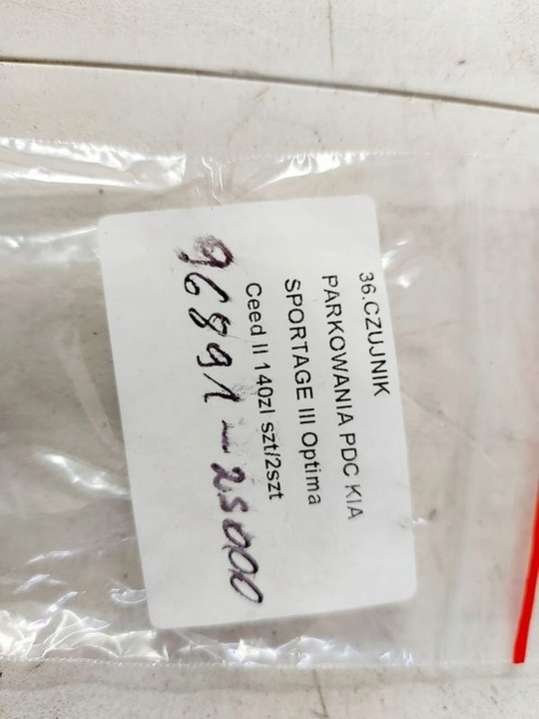 36.CZUJNIK
PARKOWANIA PDC KIA
SPORTAGE III Optima
Ceed II 140zl szt/2szt
96891-2S000